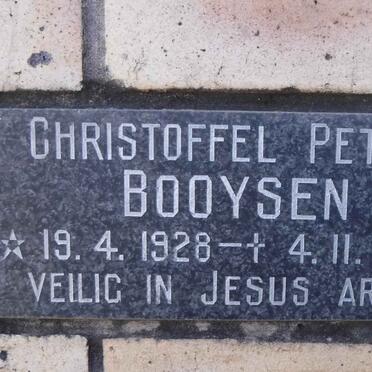 CHRISTOFFEL PET
BOOYSEN
☆ 19. 4. 1928 – † 4. 11.
VEILIG IN JESUS AR